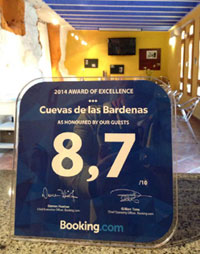 2014 AWARD OF EXCELLENCE
Cuevas de las Bardenas
AS HONOURED BY OUR GUESTS
8,7
/10
Booking.com